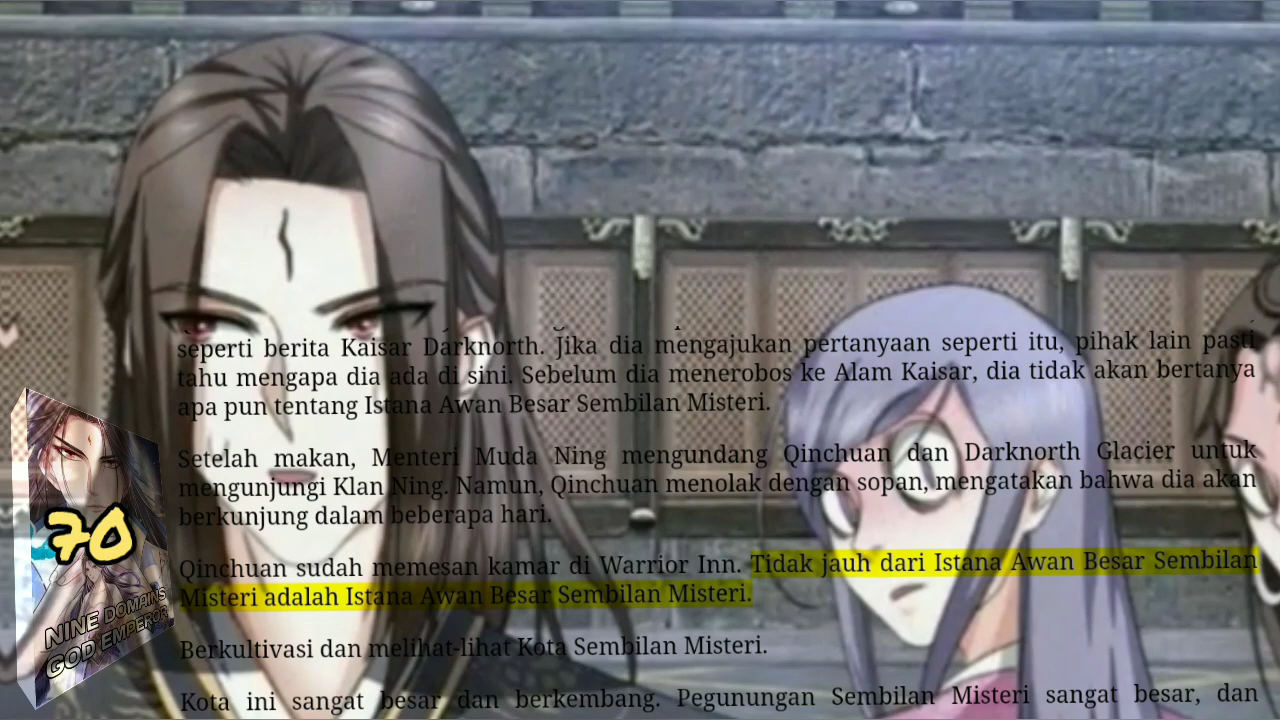 seperti berita Kaisar Darknorth. Jika dia mengajukan pertanyaan seperti itu, pihak lain pasti
tahu mengapa dia ada di sini. Sebelum dia menerobos ke Alam Kaisar, dia tidak akan bertanya
apa pun tentang Istana Awan Besar Sembilan Misteri.
Setelah makan, Menteri Muda Ning mengundang Qinchuan dan Darknorth Glacier untuk
mengunjungi Klan Ning. Namun, Qinchuan menolak dengan sopan, mengatakan bahwa dia akan
berkunjung dalam beberapa hari.
Qinchuan sudah memesan kamar di Warrior Inn. Tidak jauh dari Istana Awan Besar Sembilan
Misteri adalah Istana Awan Besar Sembilan Misteri.
Berkultivasi dan melihat-lihat Kota Sembilan Misteri.
Kota ini sangat besar dan berkembang. Pegunungan Sembilan Misteri sangat besar, dan
70
NINE DOMAINS
GOD EMPEROR